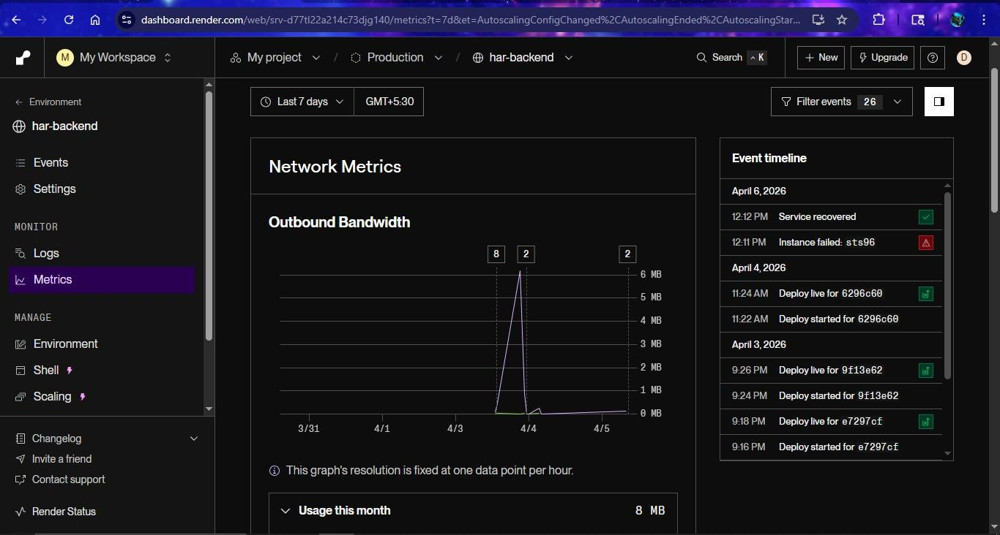 dashboard.render.com/web/srv-d77tl22a214c73djg140/metrics?t=7d&et=AutoscalingConfigChanged%2CAutoscalingEnded%2CAutoscalingStar...
M My Workspace
My project / Production / har-backend
Search ^ K
+ New
Upgrade
D
← Environment
har-backend
Events
Settings
MONITOR
Logs
Metrics
MANAGE
Environment
Shell
Scaling
Changelog
Invite a friend
Contact support
Render Status
Last 7 days
GMT+5:30
Filter events 26
Network Metrics
Outbound Bandwidth
8 2 2
6 MB
5 MB
4 MB
3 MB
2 MB
1 MB
0 MB
3/31 4/1 4/3 4/4 4/5
This graph's resolution is fixed at one data point per hour.
Usage this month 8 MB
Event timeline
April 6, 2026
12:12 PM Service recovered
12:11 PM Instance failed: sts96
April 4, 2026
11:24 AM Deploy live for 6296c60
11:22 AM Deploy started for 6296c60
April 3, 2026
9:26 PM Deploy live for 9f13e62
9:24 PM Deploy started for 9f13e62
9:18 PM Deploy live for e7297cf
9:16 PM Deploy started for e7297cf